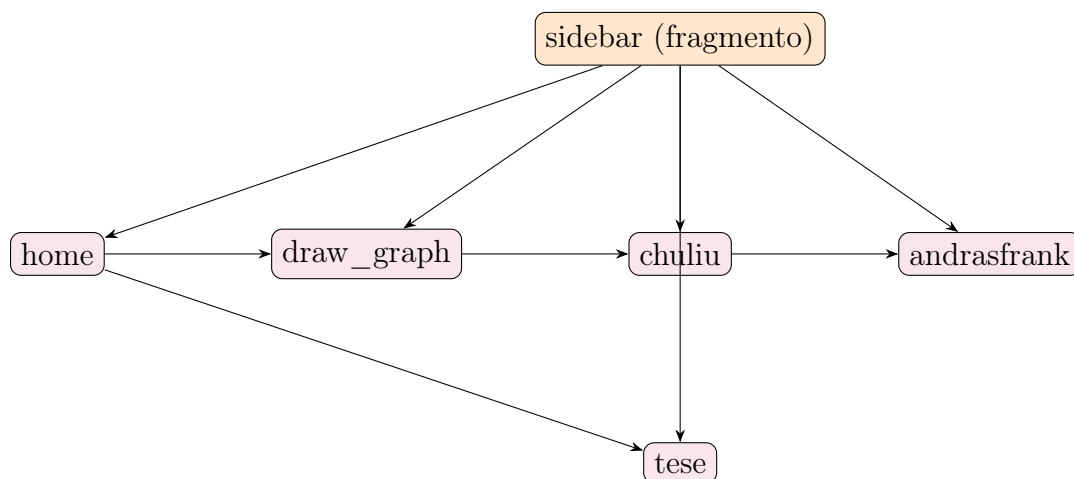 sidebar (fragmento)
home
draw_graph
chuliu
andrasfrank
tese